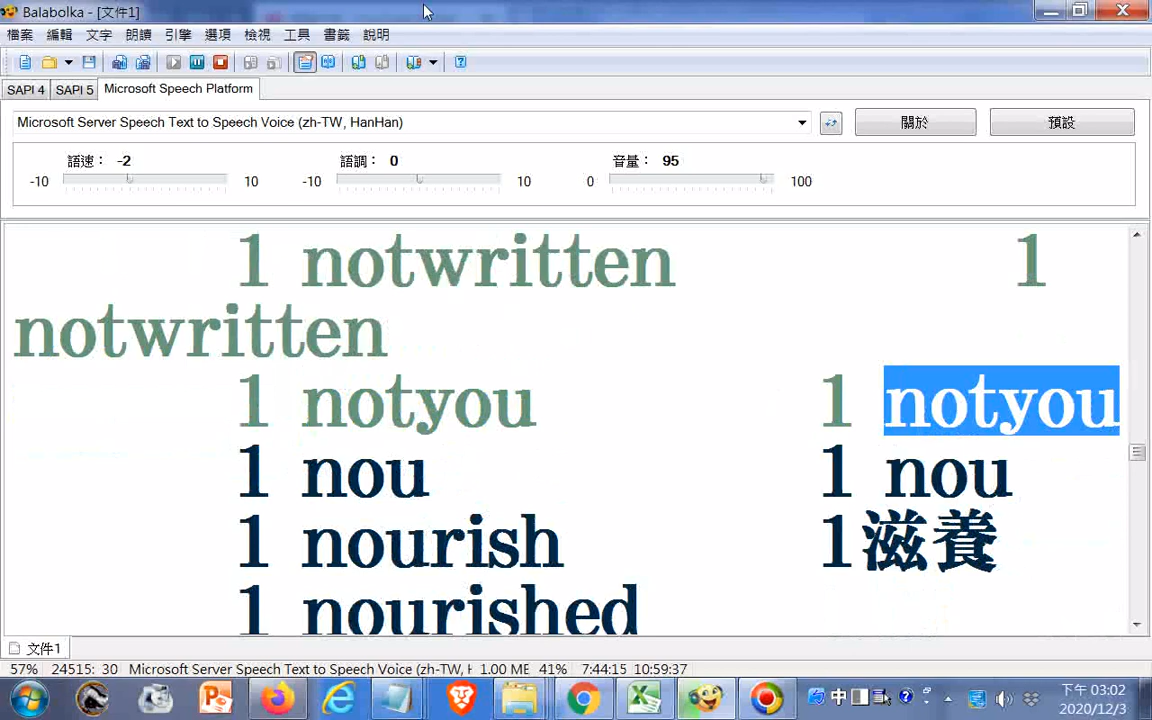 Balabolka - [文件1]
檔案 編輯 文字 朗讀 引擎 選項 檢視 工具 書籤 說明
SAPI 4 SAPI 5 Microsoft Speech Platform
Microsoft Server Speech Text to Speech Voice (zh-TW, HanHan) 關於 預設
語速： -2 語調： 0 音量： 95
-10 10 -10 10 0 100
1 notwritten 1
notwritten
1 notyou 1 notyou
1 nou 1 nou
1 nourish 1滋養
1 nourished
文件1
57% 24515: 30 Microsoft Server Speech Text to Speech Voice (zh-TW, H 1.00 ME 41% 7:44:15 10:59:37
中 下午 03:02
2020/12/3